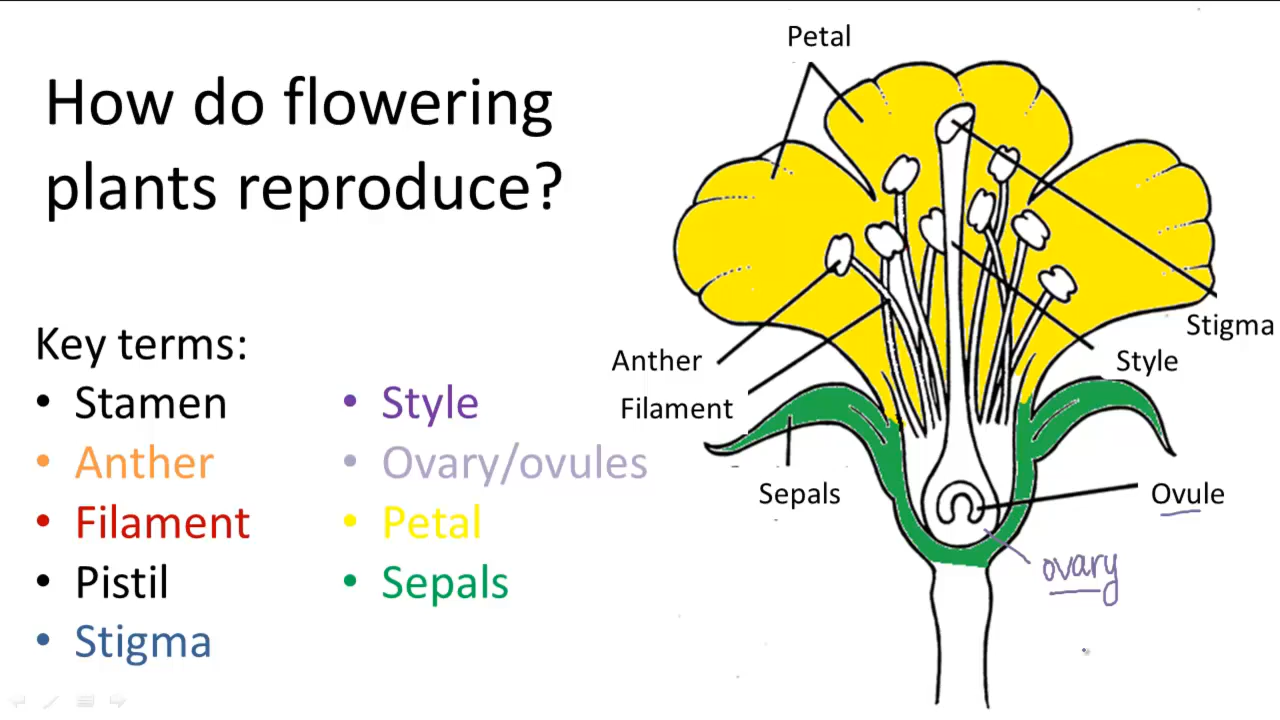 How do flowering
plants reproduce?
Key terms:
• Stamen
• Anther
• Filament
• Pistil
• Stigma
• Style
• Ovary/ovules
• Petal
• Sepals
Petal
Stigma
Anther
Style
Filament
Sepals
Ovule
ovary